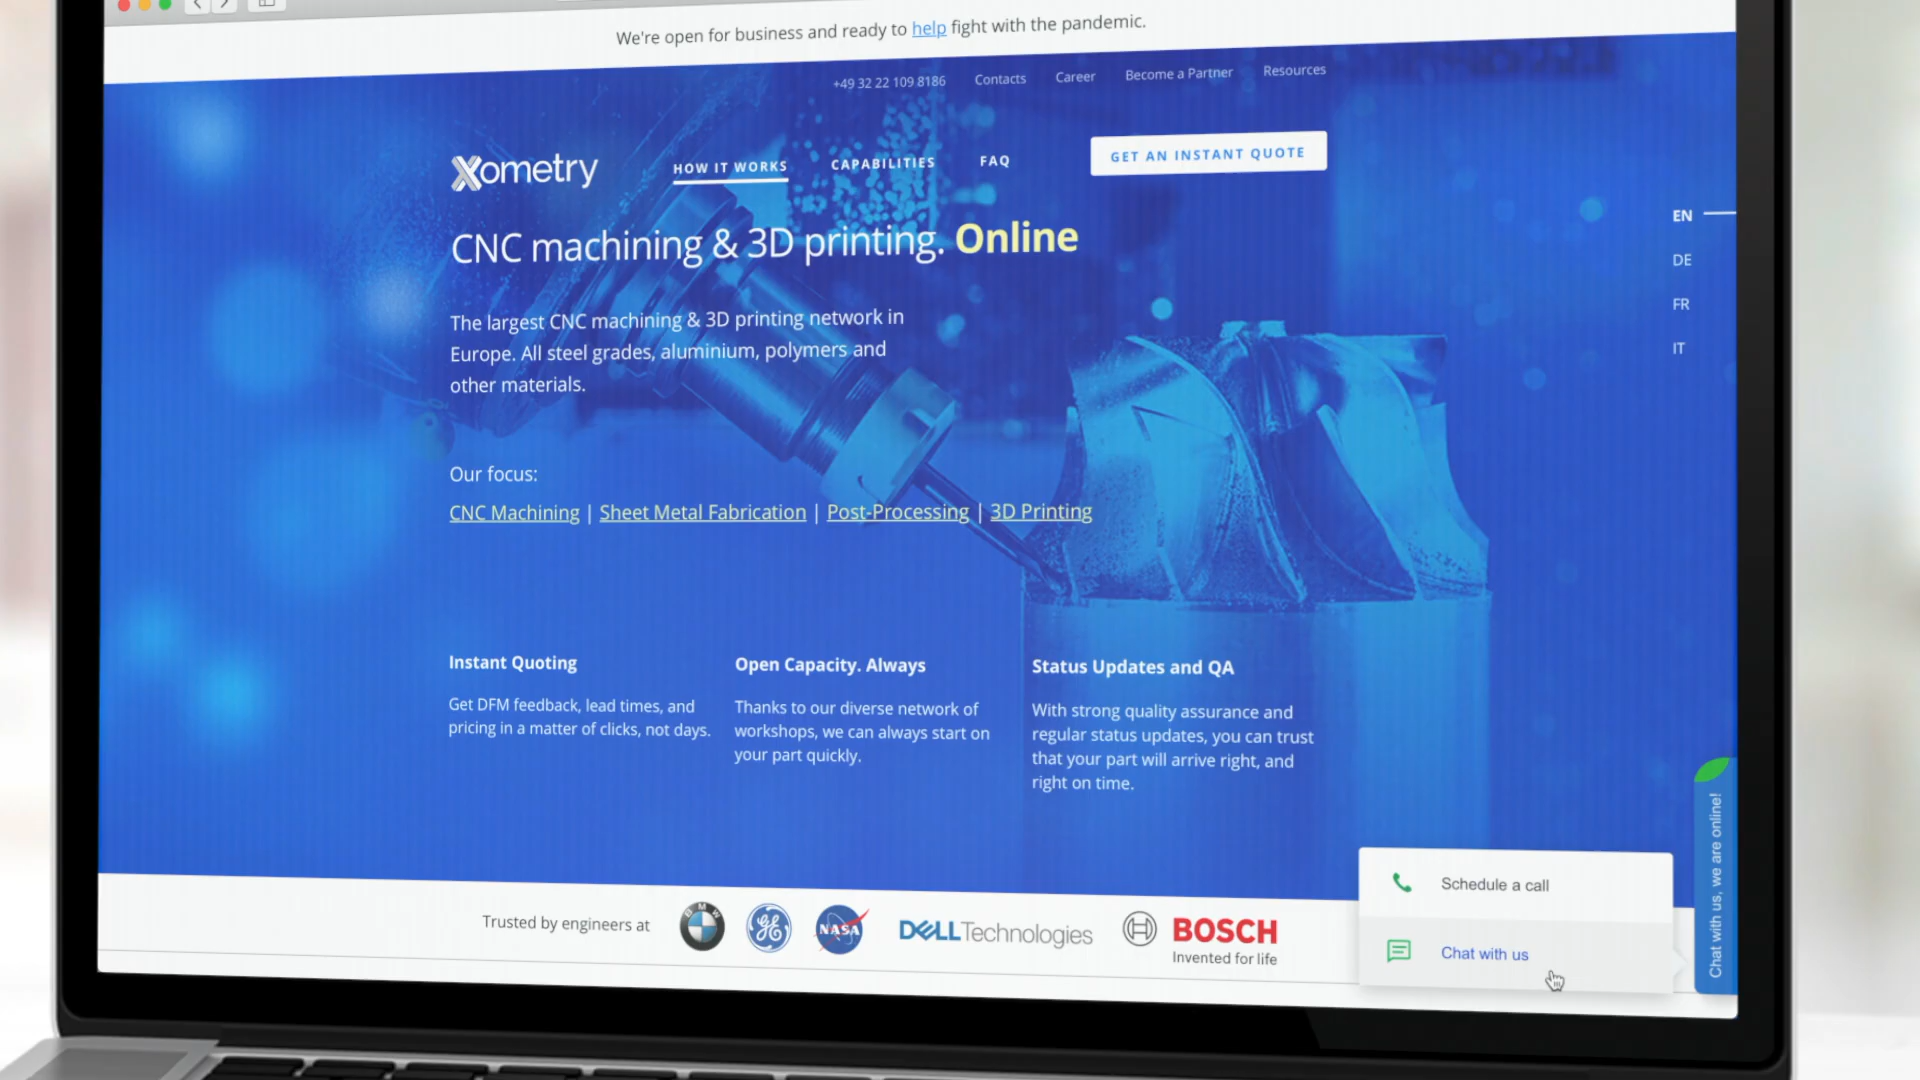 We're open for business and ready to help fight with the pandemic.
+49 32 22 109 8186 Contacts Career Become a Partner Resources
Xometry HOW IT WORKS CAPABILITIES FAQ GET AN INSTANT QUOTE
EN
DE
FR
IT
CNC machining & 3D printing. Online
The largest CNC machining & 3D printing network in
Europe. All steel grades, aluminium, polymers and
other materials.
Our focus:
CNC Machining | Sheet Metal Fabrication | Post-Processing | 3D Printing
Instant Quoting
Get DFM feedback, lead times, and
pricing in a matter of clicks, not days.
Open Capacity. Always
Thanks to our diverse network of
workshops, we can always start on
your part quickly.
Status Updates and QA
With strong quality assurance and
regular status updates, you can trust
that your part will arrive right, and
right on time.
Trusted by engineers at
BMW
GE
NASA
DELL Technologies
BOSCH
Invented for life
Schedule a call
Chat with us
Chat with us, we are online!